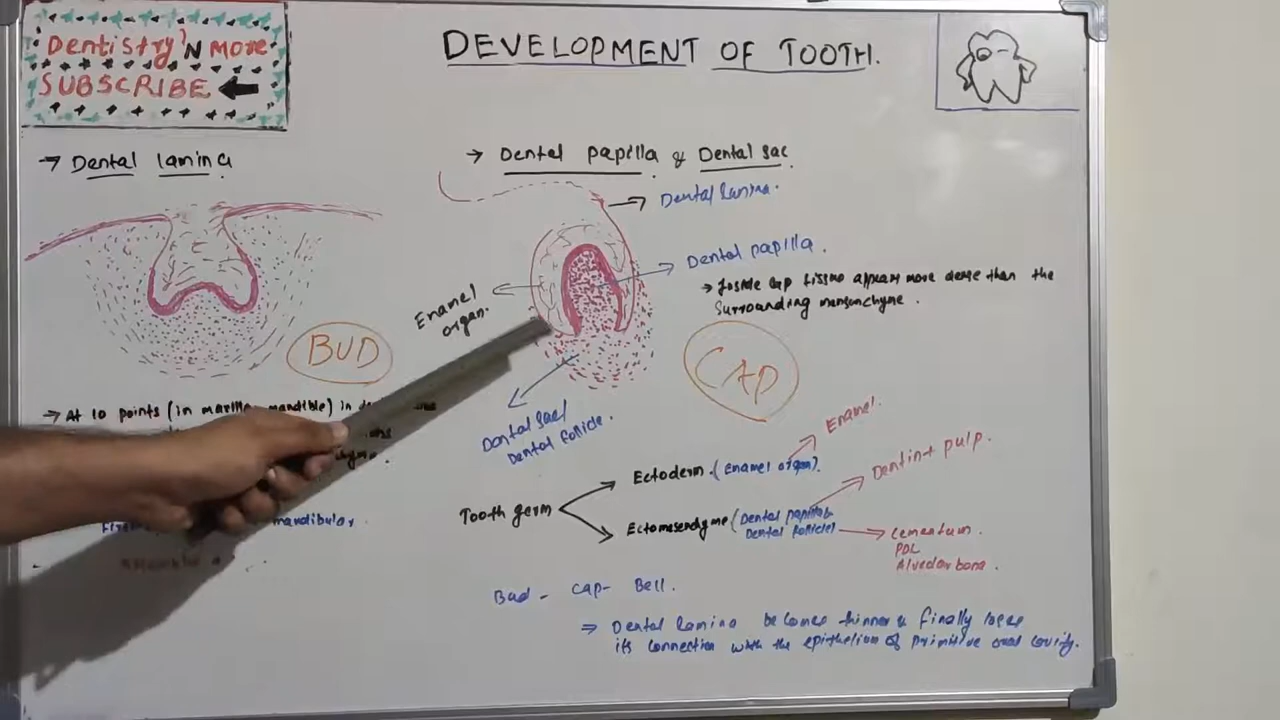 Dentistry'N more
SUBSCRIBE
DEVELOPMENT OF TOOTH.
→ Dental lamina
BUD
→ At 10 points (in maxilla, mandible) in
mandibular
→ Dental papilla & Dental sac
Dental lamina.
Dental papilla.
→ Inside cap tissue appears more dense than the
surrounding mesenchyme.
Enamel
organ.
CAP
Dental sac/
Dental follicle.
Tooth germ
Ectoderm. (Enamel organ).
Enamel.
Ectomesenchyme (Dental papilla &
Dental follicle)
Dentin + pulp.
Cementum.
PDL
Alveolar bone.
Bud - Cap - Bell.
⇒ Dental lamina becomes thinner & finally loses
its connection with the epithelium of primitive oral cavity.